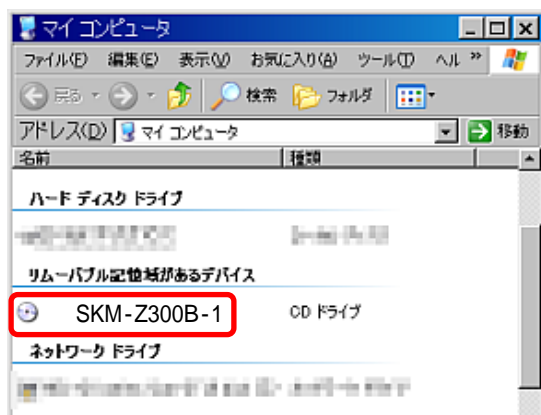 マイ コンピュータ
ファイル(F) 編集(E) 表示(V) お気に入り(A) ツール(T) ヘル »
戻る 検索 フォルダ
アドレス(D) マイ コンピュータ 移動
名前 種類
ハード ディスク ドライブ
リムーバブル記憶域があるデバイス
SKM-Z300B-1 CD ドライブ
ネットワーク ドライブ